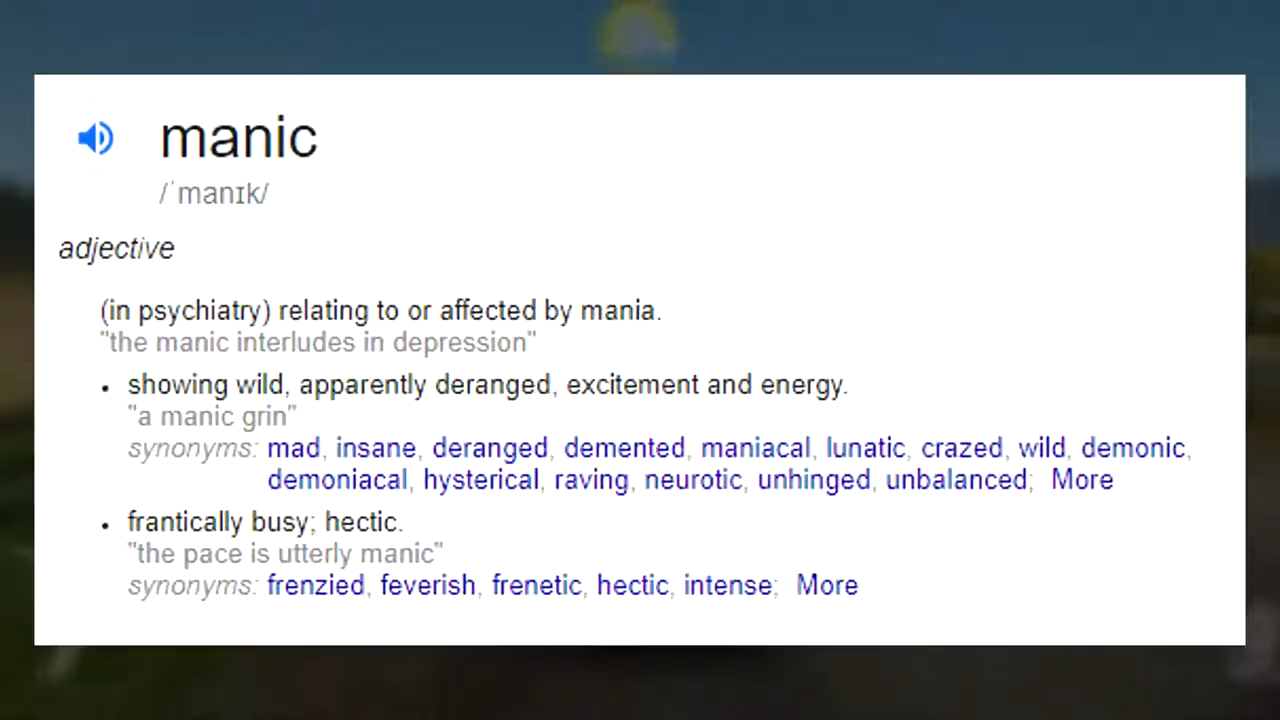 manic
/ˈmanɪk/
adjective
(in psychiatry) relating to or affected by mania.
"the manic interludes in depression"
• showing wild, apparently deranged, excitement and energy.
"a manic grin"
synonyms: mad, insane, deranged, demented, maniacal, lunatic, crazed, wild, demonic,
demoniacal, hysterical, raving, neurotic, unhinged, unbalanced; More
• frantically busy; hectic.
"the pace is utterly manic"
synonyms: frenzied, feverish, frenetic, hectic, intense; More